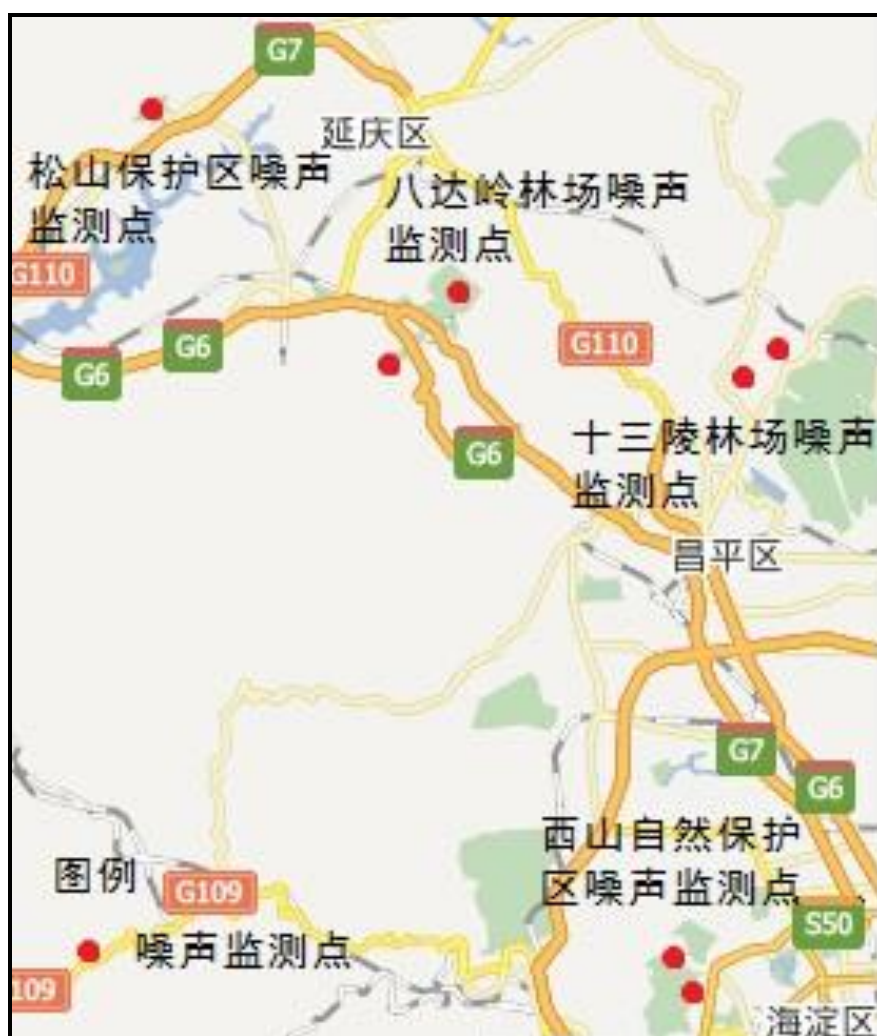 G7
延庆区
松山保护区噪声
监测点
八达岭林场噪声
监测点
G110
G6
G6
G110
G6
十三陵林场噪声
监测点
昌平区
G7
G6
西山自然保护
区噪声监测点
图例
G109
S50
噪声监测点
109
海淀区